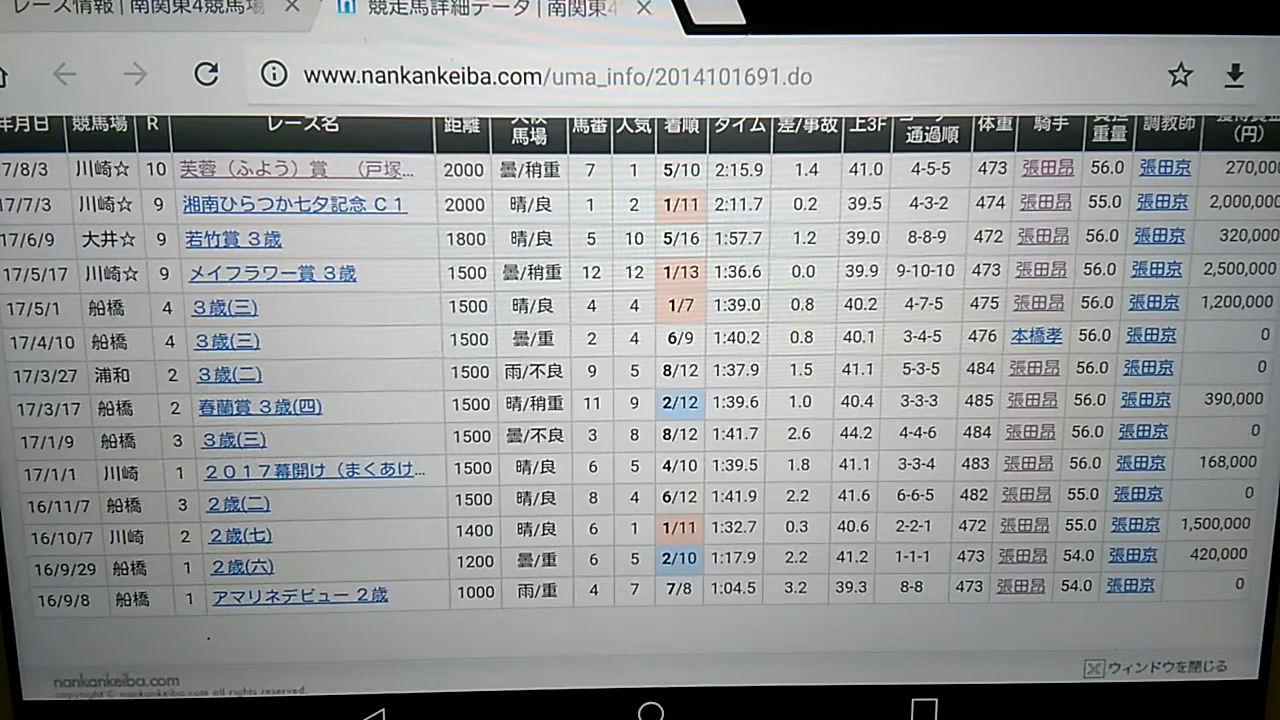 レース情報 | 南関東4競馬場 ✕ 競走馬詳細データ | 南関東4 ✕
www.nankankeiba.com/uma_info/2014101691.do
年月日 競馬場 R レース名 距離 馬場 馬番 人気 着順 タイム 差/事故 上3F 通過順 体重 騎手 重量 調教師 (円)
17/8/3 川崎☆ 10 芙蓉（ふよう）賞 （戸塚... 2000 曇/稍重 7 1 5/10 2:15.9 1.4 41.0 4-5-5 473 張田昂 56.0 張田京 270,000
17/7/3 川崎☆ 9 湘南ひらつか七夕記念 Ｃ１ 2000 晴/良 1 2 1/11 2:11.7 0.2 39.5 4-3-2 474 張田昂 55.0 張田京 2,000,000
17/6/9 大井☆ 9 若竹賞 ３歳 1800 晴/良 5 10 5/16 1:57.7 1.2 39.0 8-8-9 472 張田昂 56.0 張田京 320,000
17/5/17 川崎☆ 9 メイフラワー賞 ３歳 1500 曇/稍重 12 12 1/13 1:36.6 0.0 39.9 9-10-10 473 張田昂 56.0 張田京 2,500,000
17/5/1 船橋 4 ３歳(三) 1500 晴/良 4 4 1/7 1:39.0 0.8 40.2 4-7-5 475 張田昂 56.0 張田京 1,200,000
17/4/10 船橋 4 ３歳(三) 1500 曇/重 2 4 6/9 1:40.2 0.8 40.1 3-4-5 476 本橋孝 56.0 張田京 0
17/3/27 浦和 2 ３歳(二) 1500 雨/不良 9 5 8/12 1:37.9 1.5 41.1 5-3-5 484 張田昂 56.0 張田京 0
17/3/17 船橋 2 春蘭賞 ３歳(四) 1500 晴/稍重 11 9 2/12 1:39.6 1.0 40.4 3-3-3 485 張田昂 56.0 張田京 390,000
17/1/9 船橋 3 ３歳(三) 1500 曇/不良 3 8 8/12 1:41.7 2.6 44.2 4-4-6 484 張田昂 56.0 張田京 0
17/1/1 川崎 1 ２０１７幕開け（まくあけ... 1500 晴/良 6 5 4/10 1:39.5 1.8 41.1 3-3-4 483 張田昂 56.0 張田京 168,000
16/11/7 船橋 3 ２歳(二) 1500 晴/良 8 4 6/12 1:41.9 2.2 41.6 6-6-5 482 張田昂 55.0 張田京 0
16/10/7 川崎 2 ２歳(七) 1400 晴/良 6 1 1/11 1:32.7 0.3 40.6 2-2-1 472 張田昂 55.0 張田京 1,500,000
16/9/29 船橋 1 ２歳(六) 1200 曇/重 6 5 2/10 1:17.9 2.2 41.2 1-1-1 473 張田昂 54.0 張田京 420,000
16/9/8 船橋 1 アマリネデビュー ２歳 1000 雨/重 4 7 7/8 1:04.5 3.2 39.3 8-8 473 張田昂 54.0 張田京 0
nankankeiba.com ウィンドウを閉じる
copyright © nankankeiba.com all rights reserved.